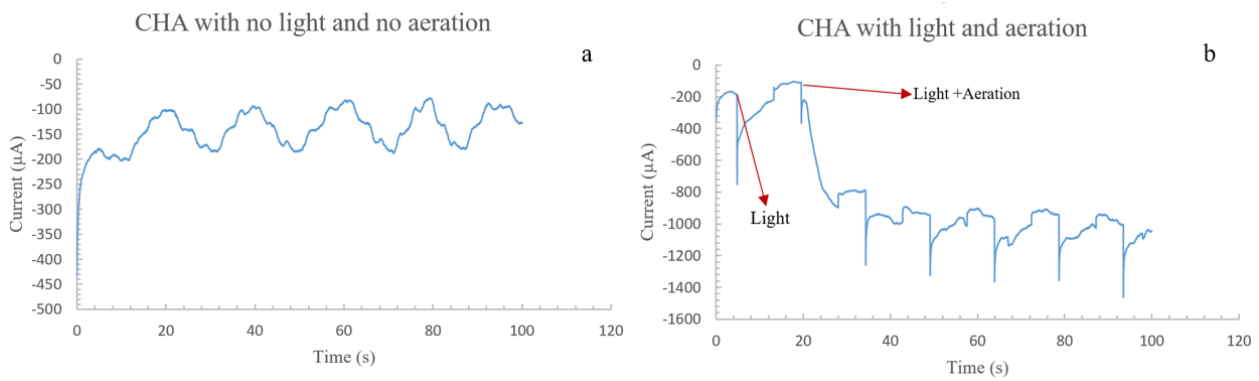 CHA with no light and no aeration
a
0
-50
-100
-150
-200
-250
-300
-350
-400
-450
-500
Current (µA)
0 20 40 60 80 100 120
Time (s)
CHA with light and aeration
b
0
-200
-400
-600
-800
-1000
-1200
-1400
-1600
Current (µA)
Light +Aeration
Light
0 20 40 60 80 100 120
Time (s)